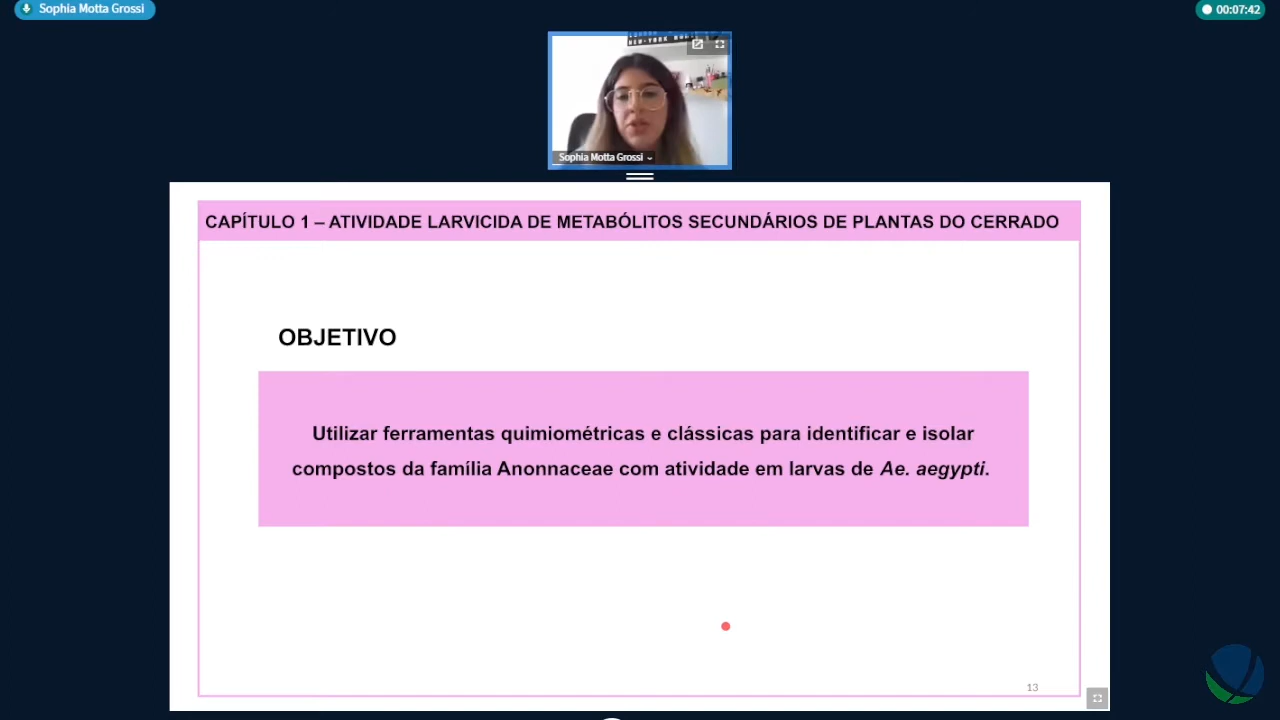 Sophia Motta Grossi
00:07:42
Sophia Motta Grossi
CAPÍTULO 1 – ATIVIDADE LARVICIDA DE METABÓLITOS SECUNDÁRIOS DE PLANTAS DO CERRADO
OBJETIVO
Utilizar ferramentas quimiométricas e clássicas para identificar e isolar
compostos da família Anonnaceae com atividade em larvas de Ae. aegypti.
13